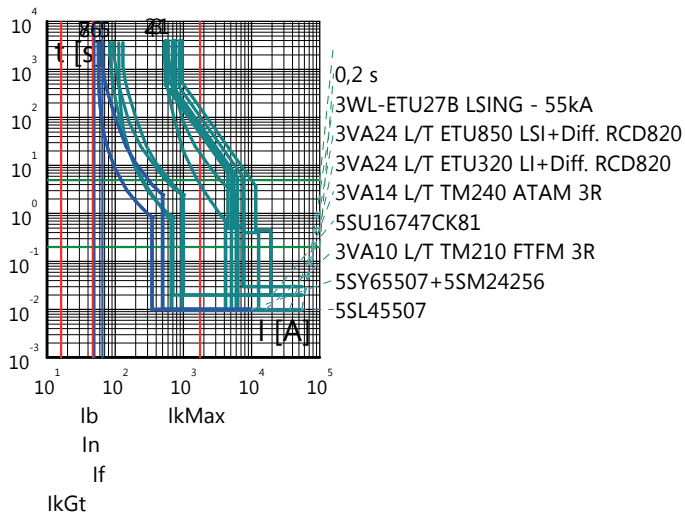 10 4
10 3
10 2
10 1
10 0
10 -1
10 -2
10 -3
t [s]
I [A]
10 1
10 2
10 3
10 4
10 5
0,2 s
3WL-ETU27B LSING - 55kA
3VA24 L/T ETU850 LSI+Diff. RCD820
3VA24 L/T ETU320 LI+Diff. RCD820
3VA14 L/T TM240 ATAM 3R
5SU16747CK81
3VA10 L/T TM210 FTFM 3R
5SY65507+5SM24256
5SL45507
Ib
IkMax
In
If
IkGt